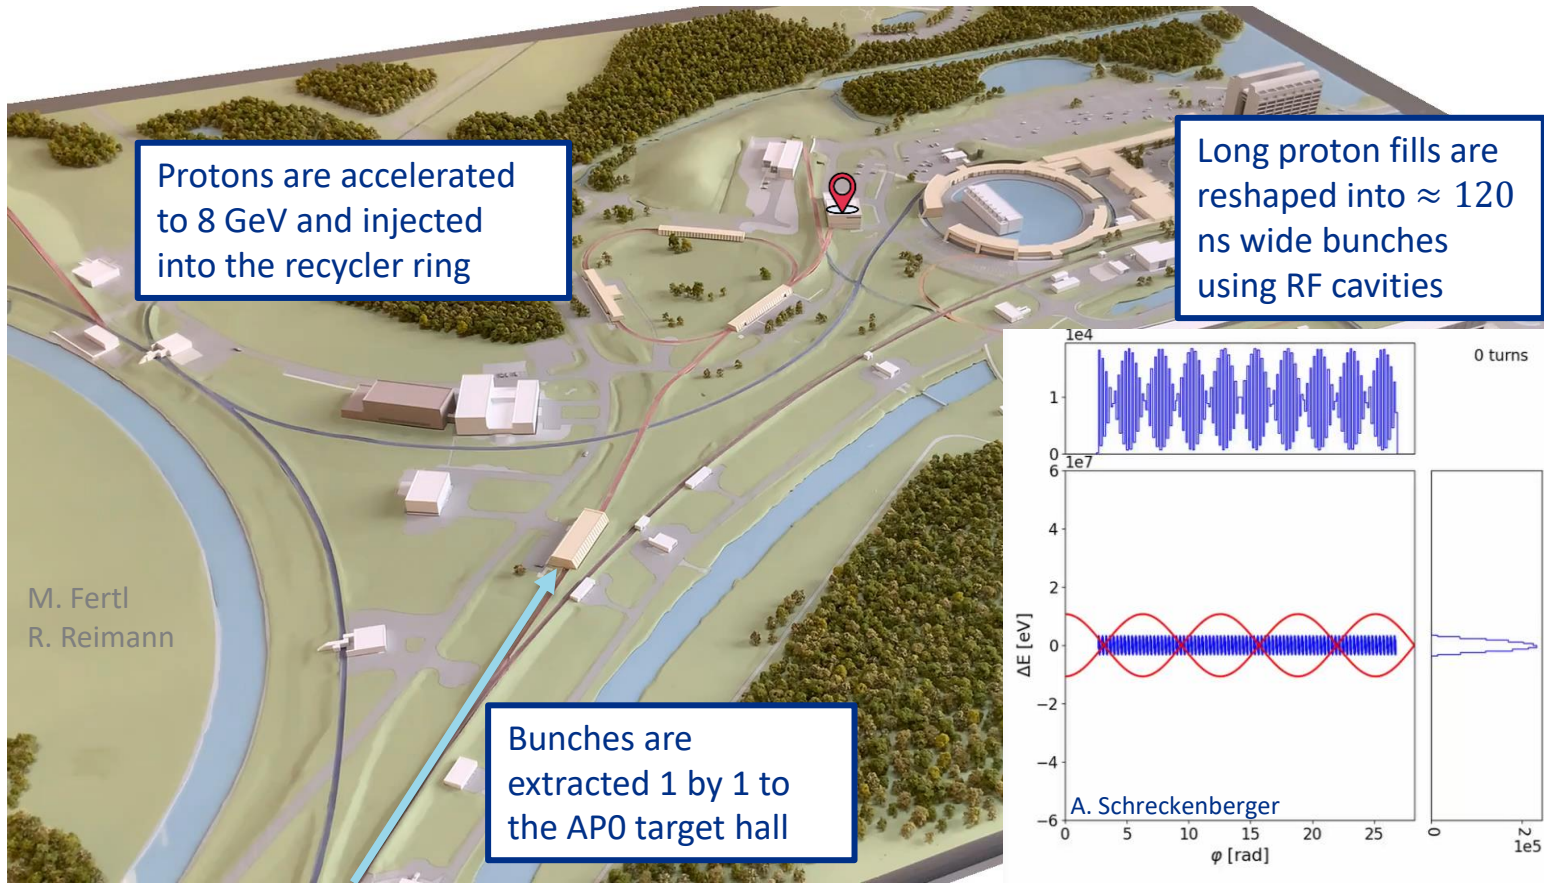 Protons are accelerated
to 8 GeV and injected
into the recycler ring
Long proton fills are
reshaped into ≈ 120
ns wide bunches
using RF cavities
M. Fertl
R. Reimann
Bunches are
extracted 1 by 1 to
the AP0 target hall
1e4
0 turns
1
0
1e7
6
4
2
0
−2
−4
−6
ΔE [eV]
A. Schreckenberger
0 5 10 15 20 25
φ [rad]
0 2
1e5